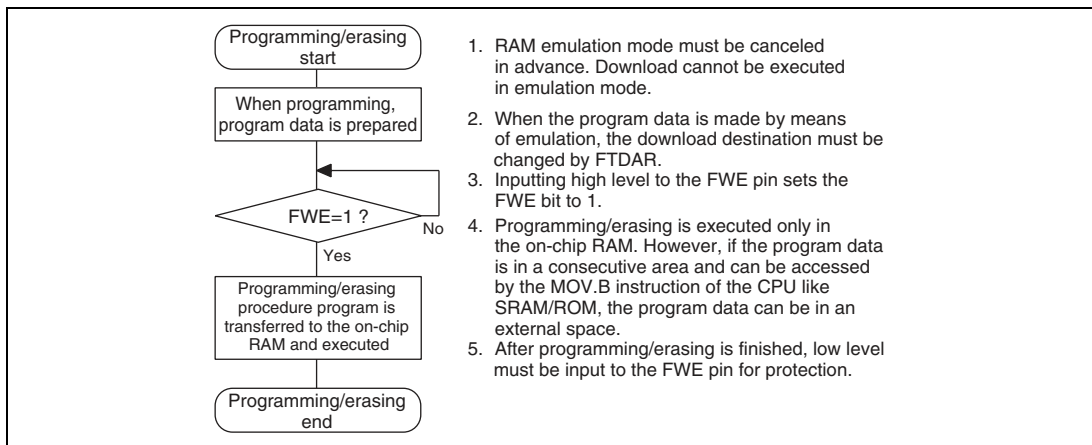 Programming/erasing
start
When programming,
program data is prepared
FWE=1 ?
No
Yes
Programming/erasing
procedure program is
transferred to the on-chip
RAM and executed
Programming/erasing
end
1. RAM emulation mode must be canceled
in advance. Download cannot be executed
in emulation mode.
2. When the program data is made by means
of emulation, the download destination must be
changed by FTDAR.
3. Inputting high level to the FWE pin sets the
FWE bit to 1.
4. Programming/erasing is executed only in
the on-chip RAM. However, if the program data
is in a consecutive area and can be accessed
by the MOV.B instruction of the CPU like
SRAM/ROM, the program data can be in an
external space.
5. After programming/erasing is finished, low level
must be input to the FWE pin for protection.